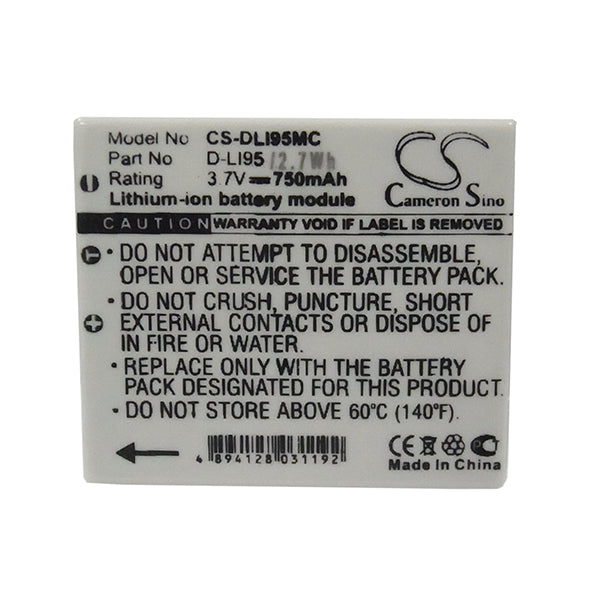 Model No CS-DLI95MC
Part No D-LI95 /2.7Wh
Rating 3.7V 750mAh
Lithium-ion battery module
CS
Cameron Sino
CAUTION WARRANTY VOID IF LABEL IS REMOVED
• DO NOT ATTEMPT TO DISASSEMBLE,
OPEN OR SERVICE THE BATTERY PACK.
• DO NOT CRUSH, PUNCTURE, SHORT
EXTERNAL CONTACTS OR DISPOSE OF
IN FIRE OR WATER.
• REPLACE ONLY WITH THE BATTERY
PACK DESIGNATED FOR THIS EQUIPMENT.
• DO NOT STORE ABOVE 60°C (140°F).
4 894128 031192
CE
Made In China